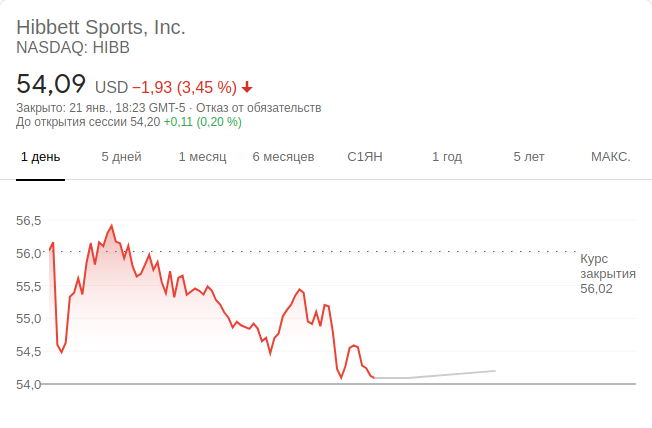 Hibbett Sports, Inc.
NASDAQ: HIBB
54,09 USD −1,93 (3,45 %)
Закрыто: 21 янв., 18:23 GMT-5 · Отказ от обязательств
До открытия сессии 54,20 +0,11 (0,20 %)
1 день 5 дней 1 месяц 6 месяцев С1ЯН 1 год 5 лет МАКС.
56,5
56,0
55,5
55,0
54,5
54,0
Курс
закрытия
56,02